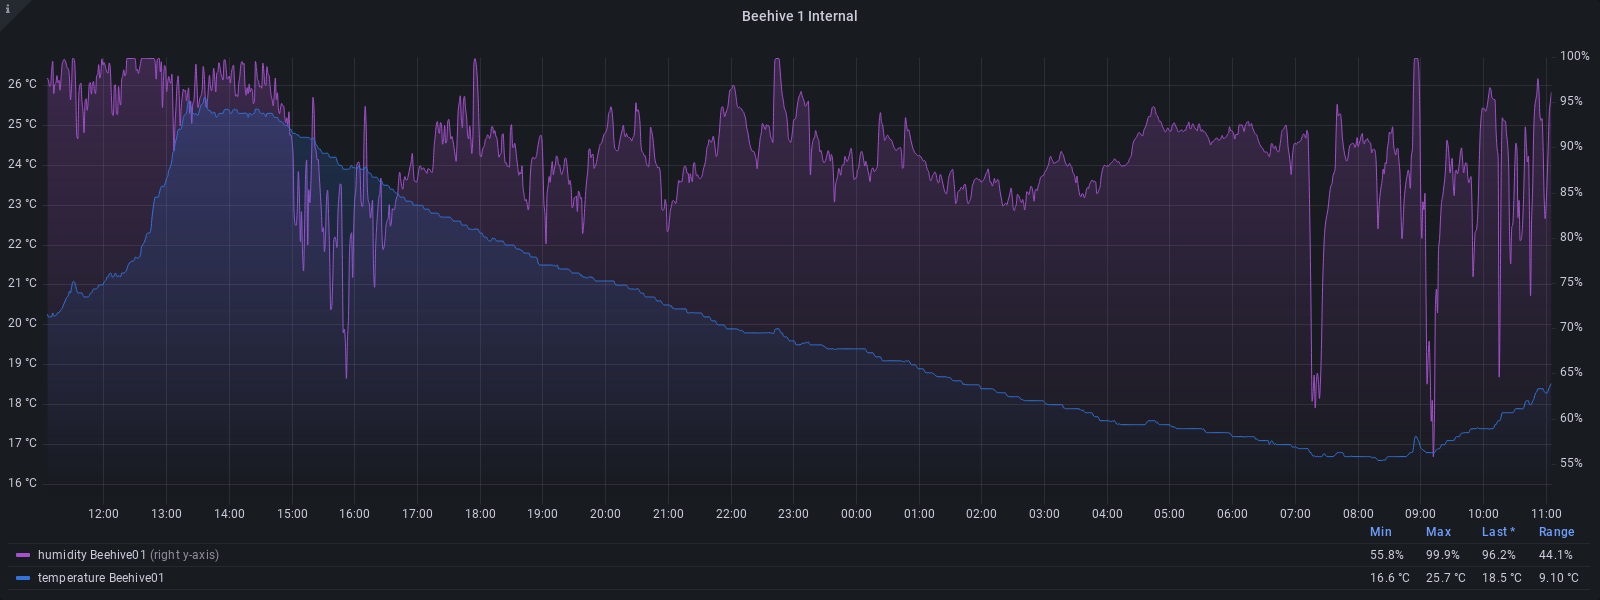 i
Beehive 1 Internal
26 °C
25 °C
24 °C
23 °C
22 °C
21 °C
20 °C
19 °C
18 °C
17 °C
16 °C
100%
95%
90%
85%
80%
75%
70%
65%
60%
55%
12:00 13:00 14:00 15:00 16:00 17:00 18:00 19:00 20:00 21:00 22:00 23:00 00:00 01:00 02:00 03:00 04:00 05:00 06:00 07:00 08:00 09:00 10:00 11:00
Min Max Last * Range
humidity Beehive01 (right y-axis) 55.8% 99.9% 96.2% 44.1%
temperature Beehive01 16.6 °C 25.7 °C 18.5 °C 9.10 °C